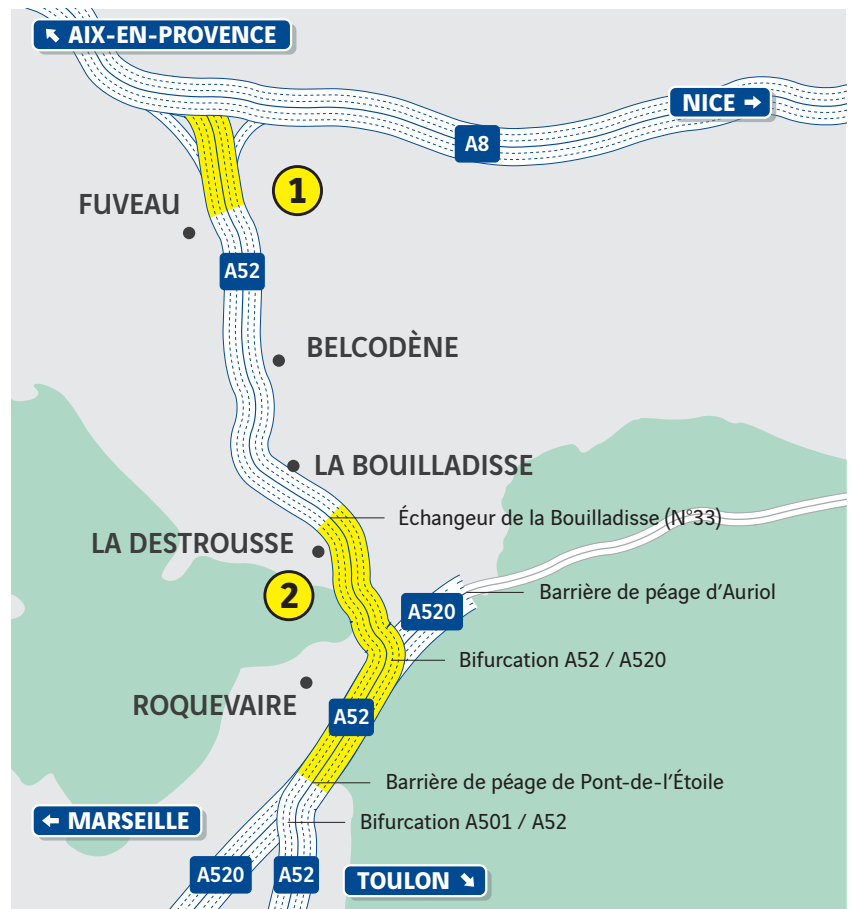 ↖ AIX-EN-PROVENCE
NICE →
A8
1
FUVEAU
A52
BELCODÈNE
LA BOUILLADISSE
Échangeur de la Bouilladisse (N°33)
LA DESTROUSSE
2
Barrière de péage d'Auriol
A520
Bifurcation A52 / A520
ROQUEVAIRE
A52
Barrière de péage de Pont-de-l'Étoile
← MARSEILLE
Bifurcation A501 / A52
A520
A52
TOULON ↘